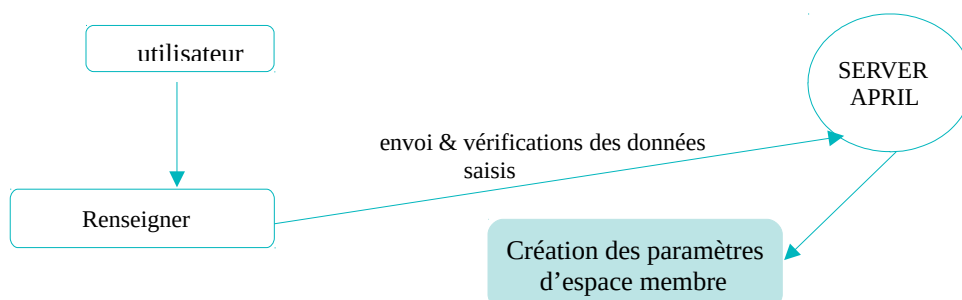 utilisateur
SERVER
APRIL
envoi & vérifications des données
saisis
Renseigner
Création des paramètres
d’espace membre